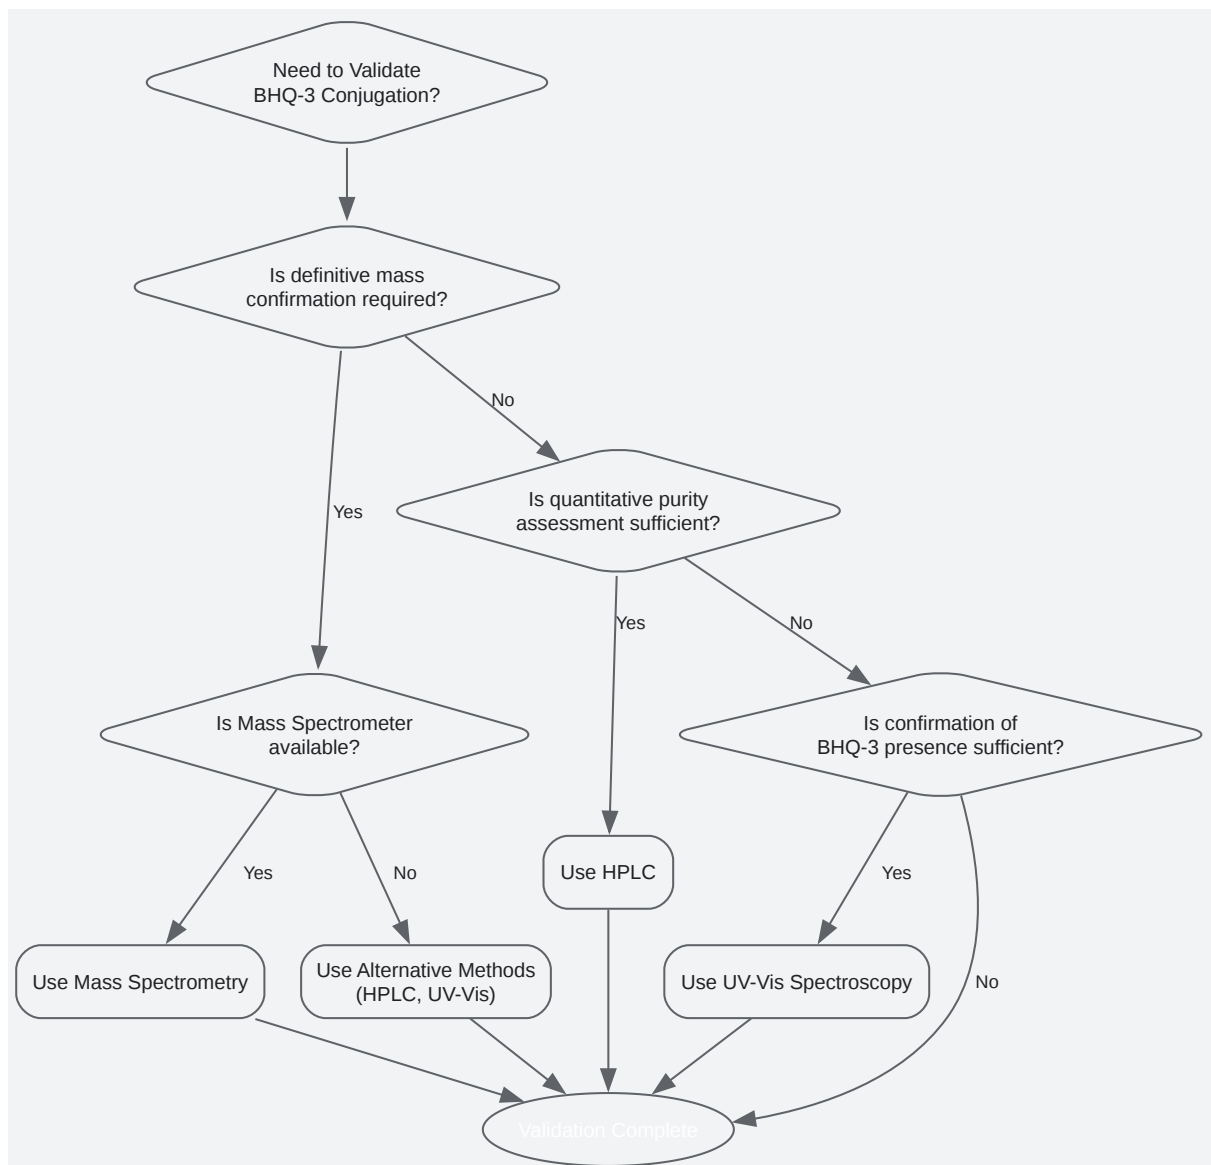 Need to Validate
BHQ-3 Conjugation?
Is definitive mass
confirmation required?
No
Is quantitative purity
assessment sufficient?
Yes
Yes
No
Is Mass Spectrometer
available?
Is confirmation of
BHQ-3 presence sufficient?
Yes
No
Use HPLC
Yes
Use Mass Spectrometry
Use Alternative Methods
(HPLC, UV-Vis)
Use UV-Vis Spectroscopy
No
Validation Complete